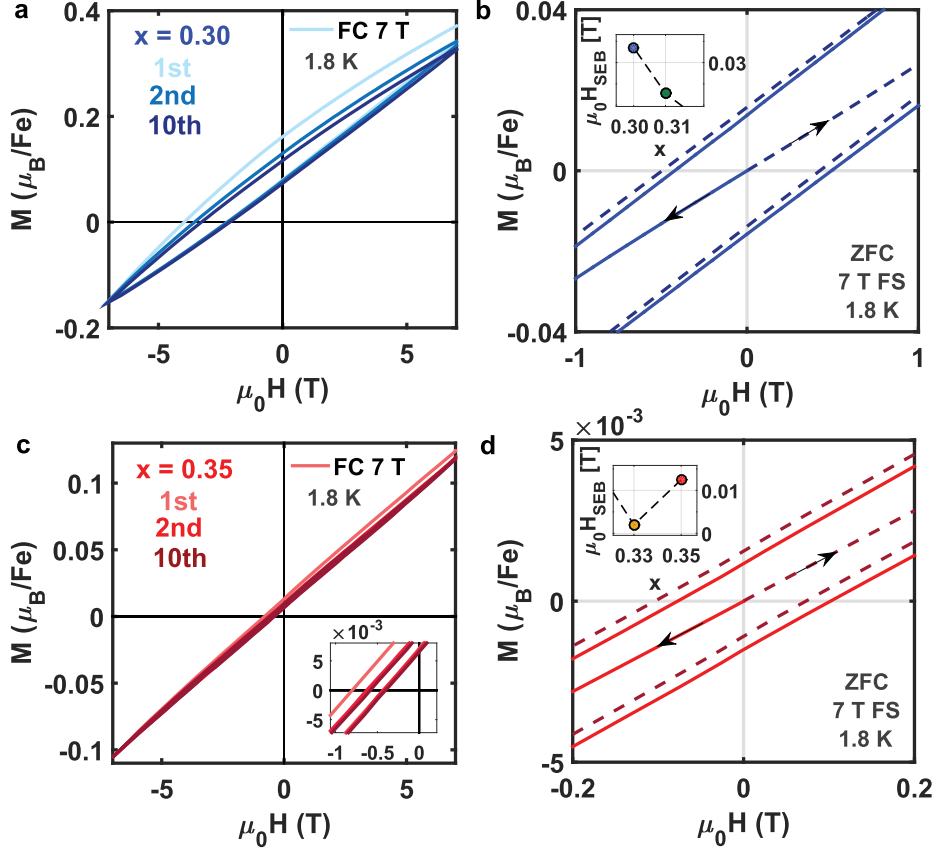 a
0.4
0.2
0
-0.2
-5
0
5
M (μB/Fe)
μ0H (T)
x = 0.30
1st
2nd
10th
FC 7 T
1.8 K
b
0.04
0
-0.04
-1
0
1
M (μB/Fe)
μ0H (T)
μ0HSEB [T]
0.03
0.30 0.31
x
ZFC
7 T FS
1.8 K
c
0.1
0.05
0
-0.05
-0.1
-5
0
5
M (μB/Fe)
μ0H (T)
x = 0.35
1st
2nd
10th
FC 7 T
1.8 K
×10-3
5
0
-5
-1
-0.5
0
d
×10-3
5
0
-5
-0.2
0
0.2
M (μB/Fe)
μ0H (T)
μ0HSEB [T]
0.01
0
0.33 0.35
x
ZFC
7 T FS
1.8 K